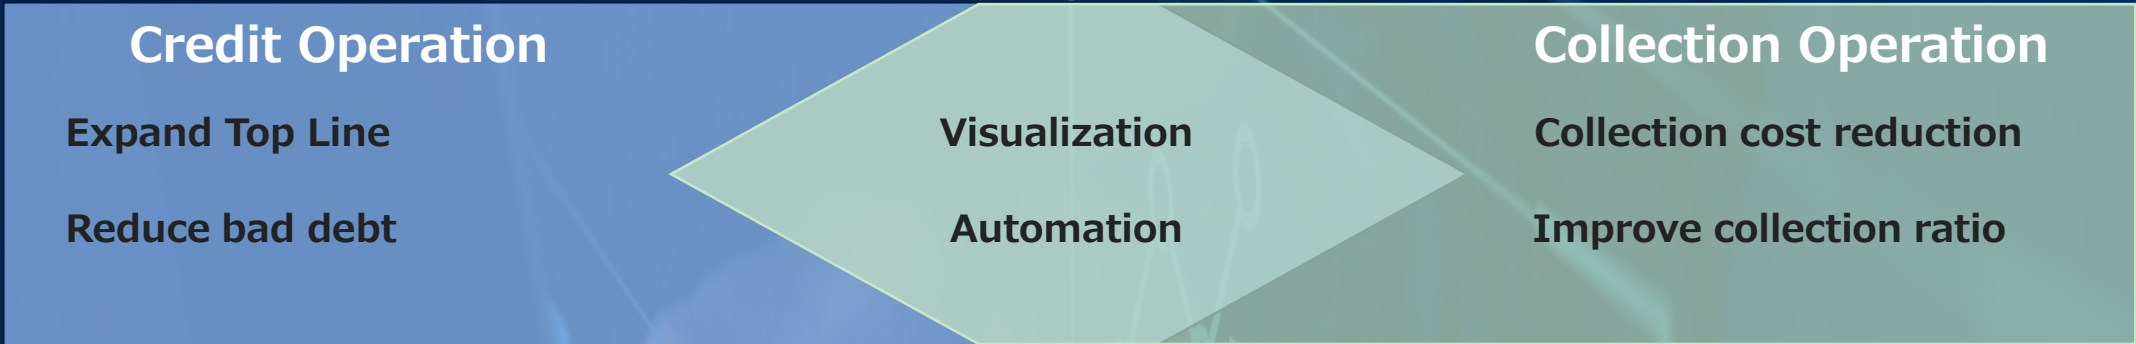 Credit Operation
Expand Top Line
Reduce bad debt
Visualization
Automation
Collection Operation
Collection cost reduction
Improve collection ratio